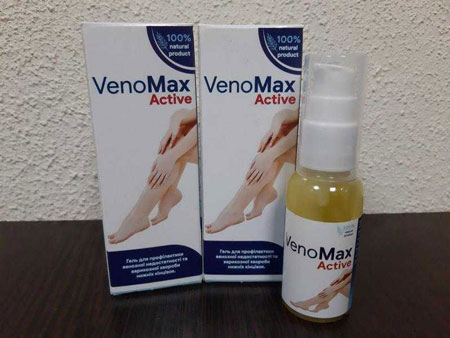 100%
natural
product
VenoMax
Active
Гель для профілактики
венозної недостатності та
варикозної хвороби
нижніх кінцівок.
100%
natural
product
VenoMax
Active
Гель для профілактики
венозної недостатності та
варикозної хвороби
нижніх кінцівок.
VenoMax
Active